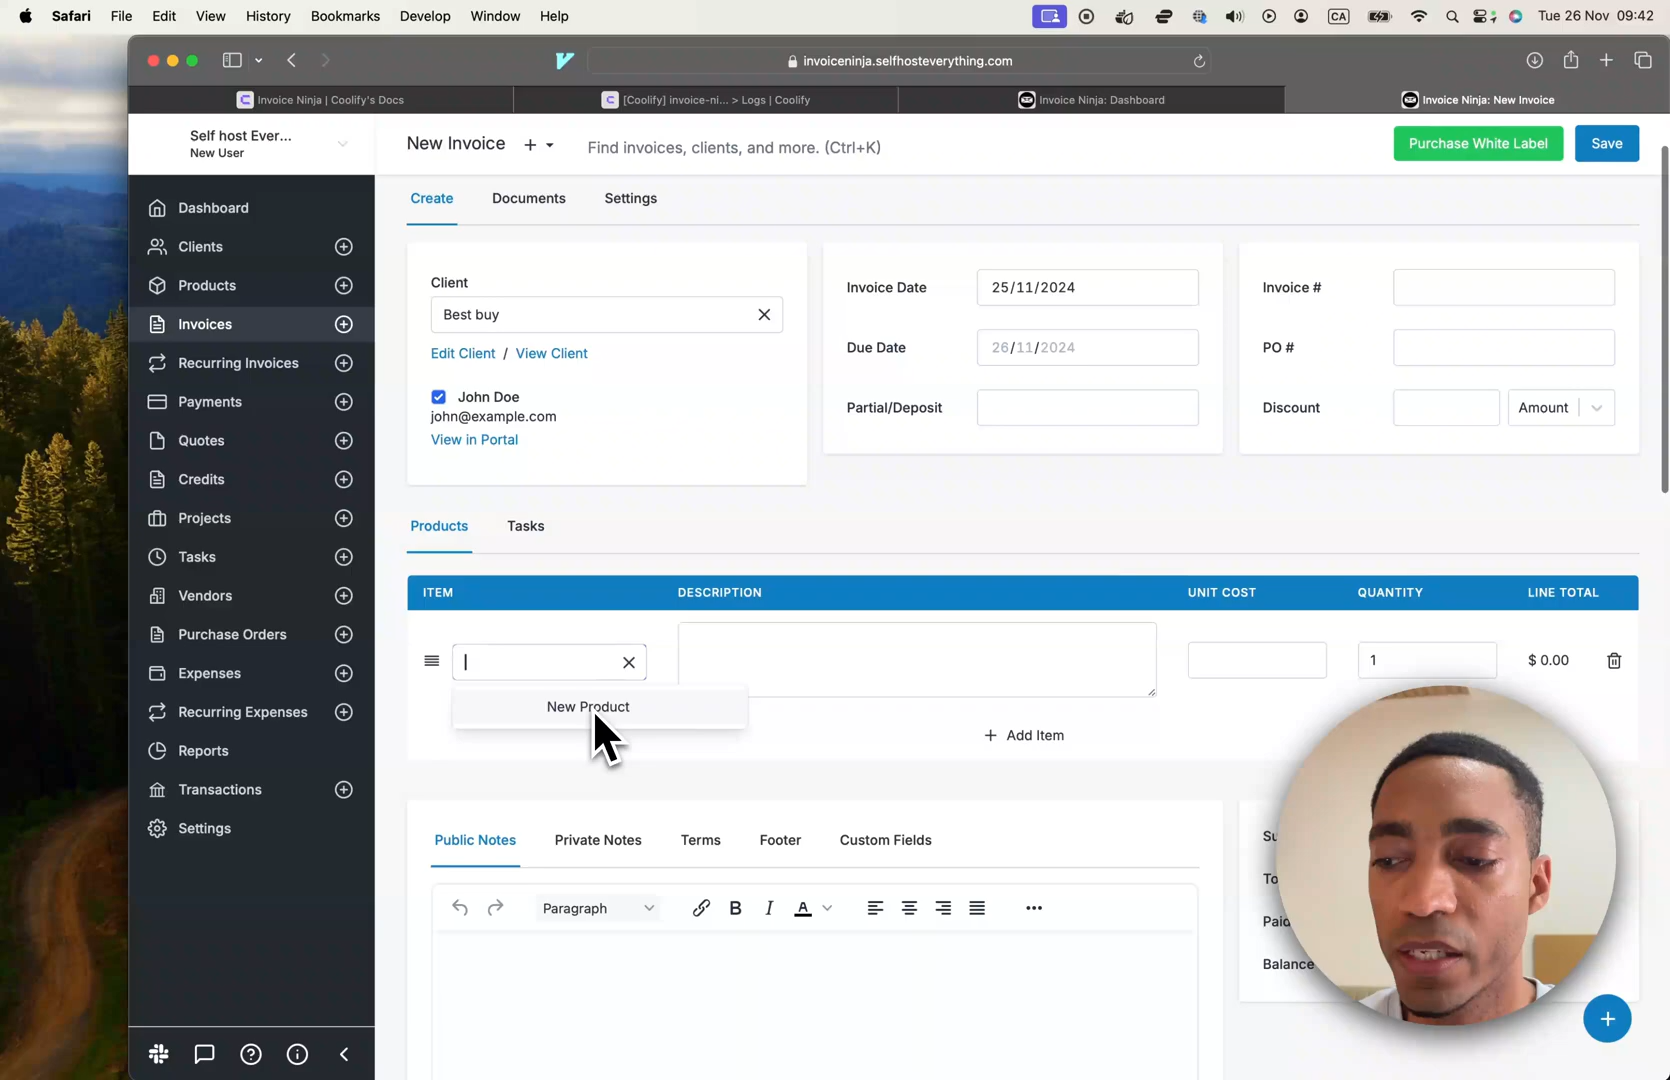 Safari File Edit View History Bookmarks Develop Window Help CA Tue 26 Nov 09:42
invoiceninja.selfhosteverything.com
Invoice Ninja | Coolify's Docs
[Coolify] invoice-ni... > Logs | Coolify
Invoice Ninja: Dashboard
Invoice Ninja: New Invoice
Self host Ever...
New User
New Invoice
Find invoices, clients, and more. (Ctrl+K)
Purchase White Label
Save
Dashboard
Clients
Products
Invoices
Recurring Invoices
Payments
Quotes
Credits
Projects
Tasks
Vendors
Purchase Orders
Expenses
Recurring Expenses
Reports
Transactions
Settings
Create Documents Settings
Client
Best buy
Edit Client / View Client
John Doe
john@example.com
View in Portal
Invoice Date 25/11/2024
Due Date 26/11/2024
Partial/Deposit
Invoice #
PO #
Discount Amount
Products Tasks
ITEM DESCRIPTION UNIT COST QUANTITY LINE TOTAL
1 $ 0.00
New Product
+ Add Item
Public Notes Private Notes Terms Footer Custom Fields
Paragraph B I A
Balance